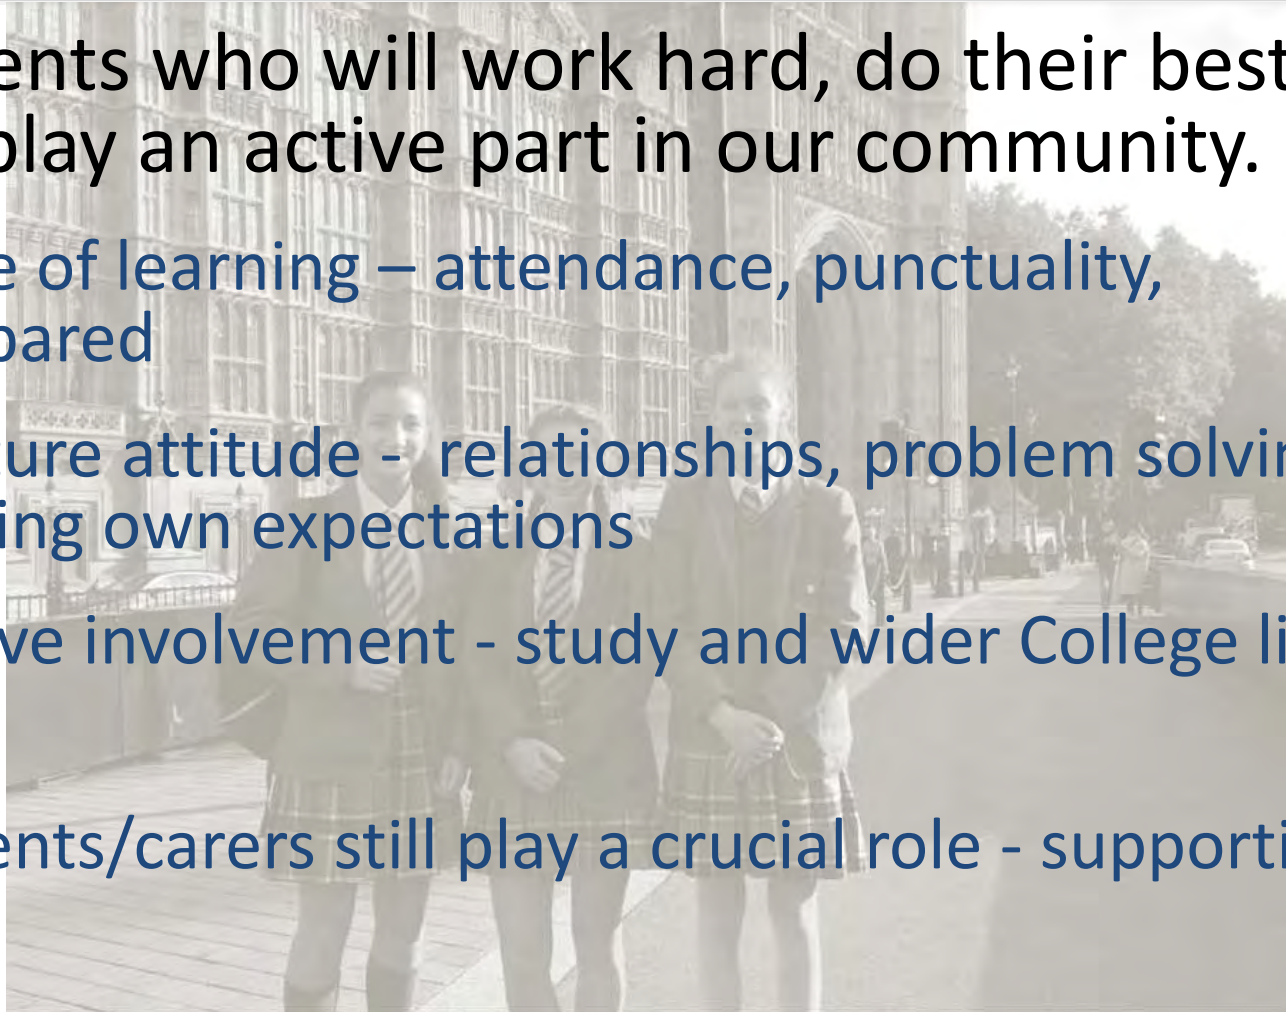 ents who will work hard, do their best
play an active part in our community.
e of learning – attendance, punctuality,
pared
ture attitude - relationships, problem solvin
ing own expectations
ve involvement - study and wider College li
ents/carers still play a crucial role - supporti